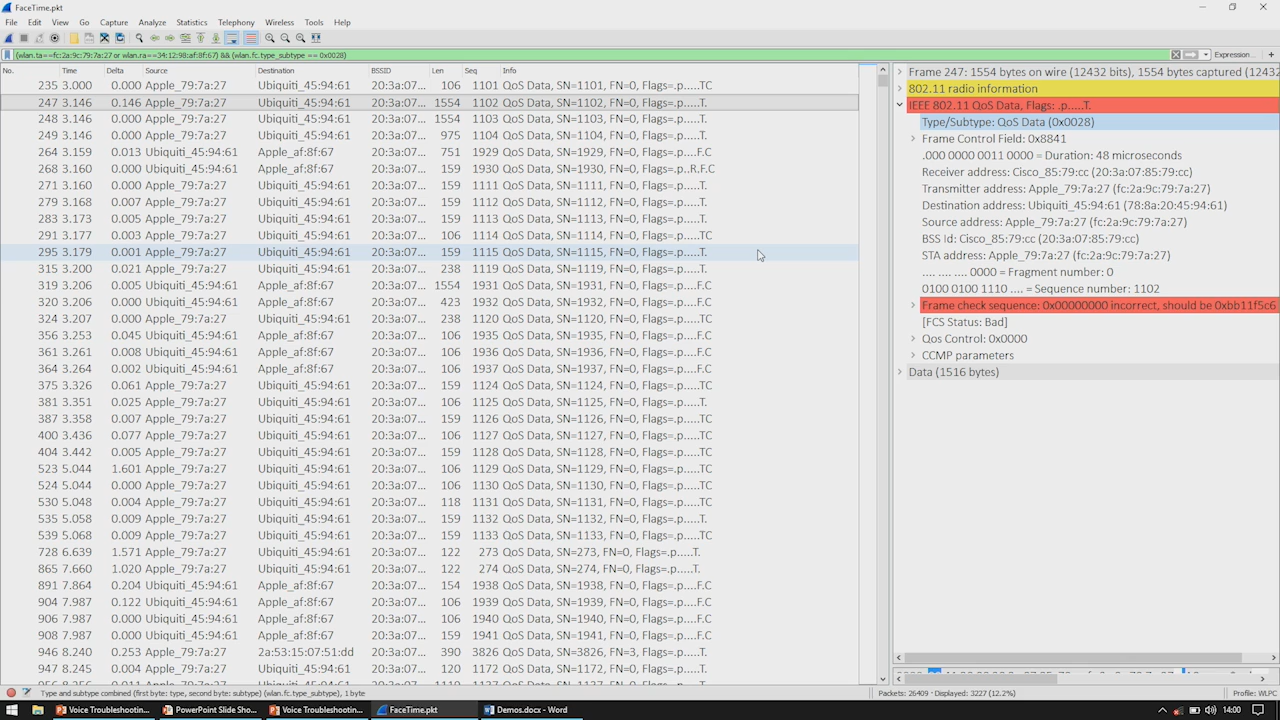 FaceTime.pkt
File Edit View Go Capture Analyze Statistics Telephony Wireless Tools Help
(wlan.ta==fc:2a:9c:79:7a:27 or wlan.ra==34:12:98:af:8f:67) && (wlan.fc.type_subtype == 0x0028)
Expression...
No. Time Delta Source Destination BSSID Len Seq Info
235 3.000 0.000 Apple_79:7a:27 Ubiquiti_45:94:61 20:3a:07... 106 1101 QoS Data, SN=1101, FN=0, Flags=.p.....TC
247 3.146 0.146 Apple_79:7a:27 Ubiquiti_45:94:61 20:3a:07... 1554 1102 QoS Data, SN=1102, FN=0, Flags=.p.....T.
248 3.146 0.000 Apple_79:7a:27 Ubiquiti_45:94:61 20:3a:07... 1554 1103 QoS Data, SN=1103, FN=0, Flags=.p.....T.
249 3.146 0.000 Apple_79:7a:27 Ubiquiti_45:94:61 20:3a:07... 975 1104 QoS Data, SN=1104, FN=0, Flags=.p.....T.
264 3.159 0.013 Ubiquiti_45:94:61 Apple_af:8f:67 20:3a:07... 751 1929 QoS Data, SN=1929, FN=0, Flags=.p....F.C
268 3.160 0.000 Ubiquiti_45:94:61 Apple_af:8f:67 20:3a:07... 159 1930 QoS Data, SN=1930, FN=0, Flags=.p..R.F.C
271 3.160 0.000 Apple_79:7a:27 Ubiquiti_45:94:61 20:3a:07... 159 1111 QoS Data, SN=1111, FN=0, Flags=.p.....T.
279 3.168 0.007 Apple_79:7a:27 Ubiquiti_45:94:61 20:3a:07... 159 1112 QoS Data, SN=1112, FN=0, Flags=.p.....T.
283 3.173 0.005 Apple_79:7a:27 Ubiquiti_45:94:61 20:3a:07... 159 1113 QoS Data, SN=1113, FN=0, Flags=.p.....T.
291 3.177 0.003 Apple_79:7a:27 Ubiquiti_45:94:61 20:3a:07... 106 1114 QoS Data, SN=1114, FN=0, Flags=.p.....TC
295 3.179 0.001 Apple_79:7a:27 Ubiquiti_45:94:61 20:3a:07... 159 1115 QoS Data, SN=1115, FN=0, Flags=.p.....T.
315 3.200 0.021 Apple_79:7a:27 Ubiquiti_45:94:61 20:3a:07... 238 1119 QoS Data, SN=1119, FN=0, Flags=.p.....T.
319 3.206 0.005 Ubiquiti_45:94:61 Apple_af:8f:67 20:3a:07... 1554 1931 QoS Data, SN=1931, FN=0, Flags=.p....F.C
320 3.206 0.000 Ubiquiti_45:94:61 Apple_af:8f:67 20:3a:07... 423 1932 QoS Data, SN=1932, FN=0, Flags=.p....F.C
324 3.207 0.000 Apple_79:7a:27 Ubiquiti_45:94:61 20:3a:07... 238 1120 QoS Data, SN=1120, FN=0, Flags=.p.....T.
356 3.253 0.045 Ubiquiti_45:94:61 Apple_af:8f:67 20:3a:07... 106 1935 QoS Data, SN=1935, FN=0, Flags=.p....F.C
361 3.261 0.008 Ubiquiti_45:94:61 Apple_af:8f:67 20:3a:07... 106 1936 QoS Data, SN=1936, FN=0, Flags=.p....F.C
364 3.264 0.002 Ubiquiti_45:94:61 Apple_af:8f:67 20:3a:07... 159 1937 QoS Data, SN=1937, FN=0, Flags=.p....F.C
375 3.326 0.061 Apple_79:7a:27 Ubiquiti_45:94:61 20:3a:07... 159 1124 QoS Data, SN=1124, FN=0, Flags=.p.....TC
381 3.351 0.025 Apple_79:7a:27 Ubiquiti_45:94:61 20:3a:07... 106 1125 QoS Data, SN=1125, FN=0, Flags=.p.....T.
387 3.358 0.007 Apple_79:7a:27 Ubiquiti_45:94:61 20:3a:07... 159 1126 QoS Data, SN=1126, FN=0, Flags=.p.....TC
400 3.436 0.077 Apple_79:7a:27 Ubiquiti_45:94:61 20:3a:07... 106 1127 QoS Data, SN=1127, FN=0, Flags=.p.....TC
404 3.442 0.005 Apple_79:7a:27 Ubiquiti_45:94:61 20:3a:07... 159 1128 QoS Data, SN=1128, FN=0, Flags=.p.....TC
523 5.044 1.601 Apple_79:7a:27 Ubiquiti_45:94:61 20:3a:07... 106 1129 QoS Data, SN=1129, FN=0, Flags=.p.....TC
524 5.044 0.000 Apple_79:7a:27 Ubiquiti_45:94:61 20:3a:07... 106 1130 QoS Data, SN=1130, FN=0, Flags=.p.....TC
530 5.048 0.004 Apple_79:7a:27 Ubiquiti_45:94:61 20:3a:07... 118 1131 QoS Data, SN=1131, FN=0, Flags=.p.....TC
535 5.058 0.009 Apple_79:7a:27 Ubiquiti_45:94:61 20:3a:07... 159 1132 QoS Data, SN=1132, FN=0, Flags=.p.....T.
539 5.068 0.009 Apple_79:7a:27 Ubiquiti_45:94:61 20:3a:07... 159 1133 QoS Data, SN=1133, FN=0, Flags=.p.....TC
728 6.639 1.571 Apple_79:7a:27 Ubiquiti_45:94:61 20:3a:07... 122 273 QoS Data, SN=273, FN=0, Flags=.p.....T.
865 7.660 1.020 Apple_79:7a:27 Ubiquiti_45:94:61 20:3a:07... 122 274 QoS Data, SN=274, FN=0, Flags=.p.....T.
891 7.864 0.204 Ubiquiti_45:94:61 Apple_af:8f:67 20:3a:07... 154 1938 QoS Data, SN=1938, FN=0, Flags=.p....F.C
904 7.987 0.122 Ubiquiti_45:94:61 Apple_af:8f:67 20:3a:07... 106 1939 QoS Data, SN=1939, FN=0, Flags=.p....F.C
906 7.987 0.000 Ubiquiti_45:94:61 Apple_af:8f:67 20:3a:07... 106 1940 QoS Data, SN=1940, FN=0, Flags=.p....F.C
908 7.987 0.000 Ubiquiti_45:94:61 Apple_af:8f:67 20:3a:07... 159 1941 QoS Data, SN=1941, FN=0, Flags=.p....F.C
946 8.240 0.253 Ubiquiti_45:94:61 2a:53:15:07:51:dd 20:3a:07... 390 3826 QoS Data, SN=3826, FN=3, Flags=.p.....T.
947 8.245 0.004 Apple_79:7a:27 Ubiquiti_45:94:61 20:3a:07... 120 1172 QoS Data, SN=1172, FN=0, Flags=.p.....T.
Frame 247: 1554 bytes on wire (12432 bits), 1554 bytes captured (12432
802.11 radio information
IEEE 802.11 QoS Data, Flags: .p.....T.
Type/Subtype: QoS Data (0x0028)
Frame Control Field: 0x8841
.000 0000 0011 0000 = Duration: 48 microseconds
Receiver address: Cisco_85:79:cc (20:3a:07:85:79:cc)
Transmitter address: Apple_79:7a:27 (fc:2a:9c:79:7a:27)
Destination address: Ubiquiti_45:94:61 (78:8a:20:45:94:61)
Source address: Apple_79:7a:27 (fc:2a:9c:79:7a:27)
BSS Id: Cisco_85:79:cc (20:3a:07:85:79:cc)
STA address: Apple_79:7a:27 (fc:2a:9c:79:7a:27)
.... .... .... 0000 = Fragment number: 0
0100 0100 1110 .... = Sequence number: 1102
Frame check sequence: 0x00000000 incorrect, should be 0xbb11f5c6
[FCS Status: Bad]
Qos Control: 0x0000
CCMP parameters
Data (1516 bytes)
Type and subtype combined (first byte: type, second byte: subtype) (wlan.fc.type_subtype), 1 byte
Packets: 26409 · Displayed: 3227 (12.2%)
Profile: WLPC
Voice Troubleshootin... PowerPoint Slide Sho... Voice Troubleshootin... FaceTime.pkt Demos.docx - Word
14:00